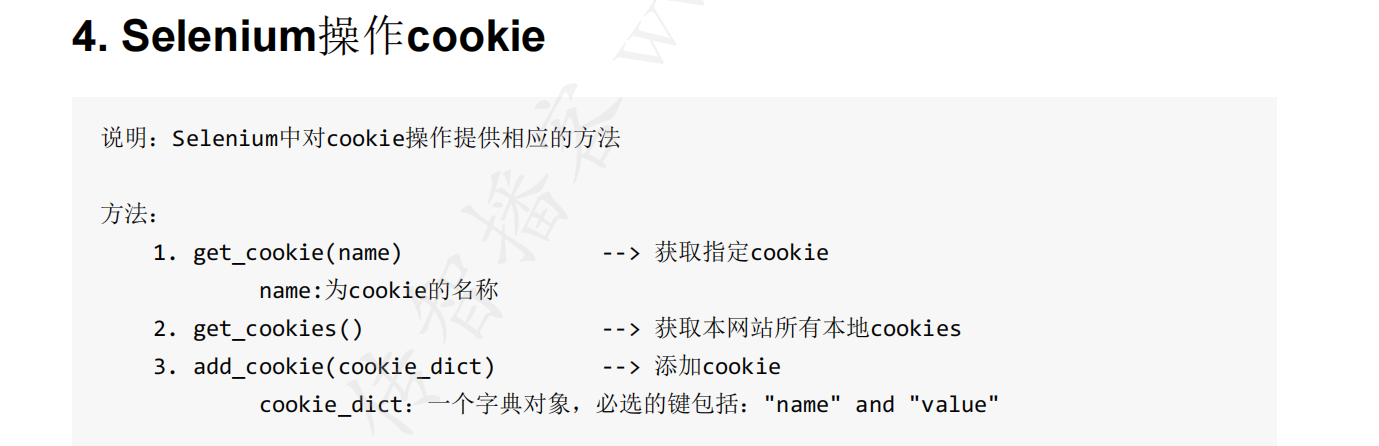 4. Selenium操作cookie
说明：Selenium中对cookie操作提供相应的方法
方法：
1. get_cookie(name) --> 获取指定cookie
name:为cookie的名称
2. get_cookies() --> 获取本网站所有本地cookies
3. add_cookie(cookie_dict) --> 添加cookie
cookie_dict：一个字典对象，必选的键包括："name" and "value"
传智播客 w